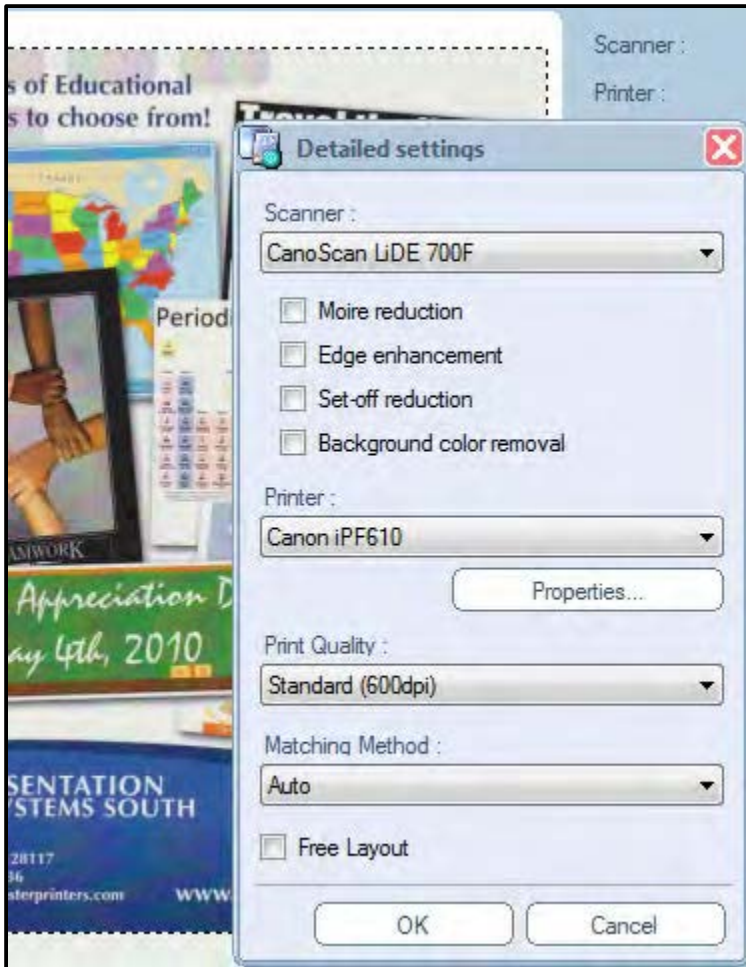 Scanner :
Printer :
s of Educational
s to choose from!
Detailed settings
Scanner :
CanoScan LiDE 700F
Moire reduction
Edge enhancement
Set-off reduction
Background color removal
Printer :
Canon iPF610
Properties...
Print Quality :
Standard (600dpi)
Matching Method :
Auto
Free Layout
OK
Cancel
Period
AMWORK
Appreciation D
ay 4th, 2010
SENTATION
STEMS SOUTH
28117
36
sterprinters.com
www.